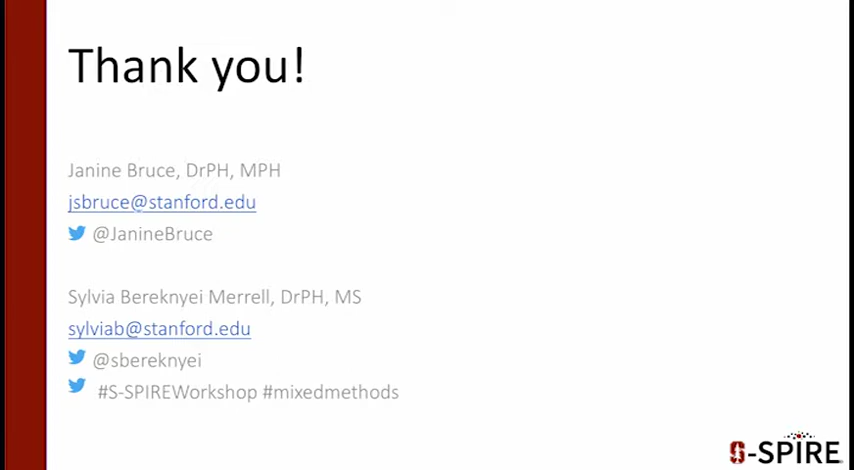 Thank you!
Janine Bruce, DrPH, MPH
jsbruce@stanford.edu
@JanineBruce
Sylvia Bereknyei Merrell, DrPH, MS
sylviab@stanford.edu
@sbereknyei
#S-SPIREWorkshop #mixedmethods
S-SPIRE